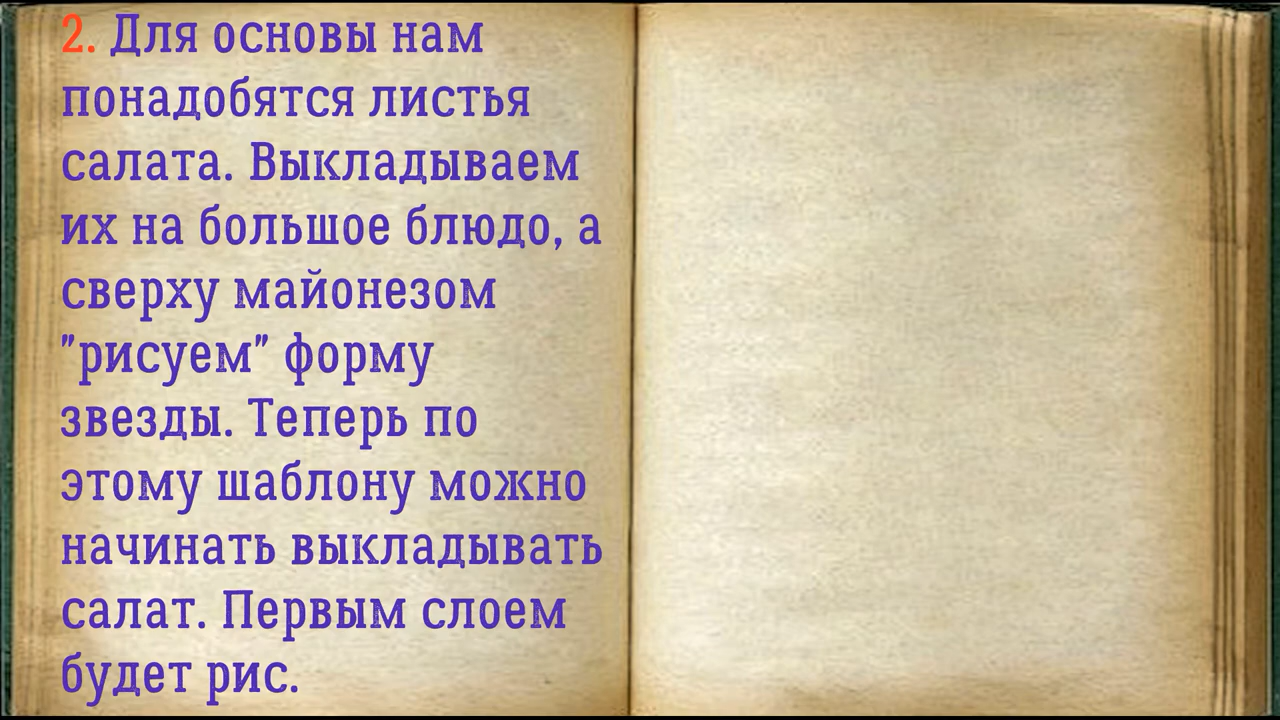 2. Для основы нам
понадобятся листья
салата. Выкладываем
их на большое блюдо, а
сверху майонезом
"рисуем" форму
звезды. Теперь по
этому шаблону можно
начинать выкладывать
салат. Первым слоем
будет рис.